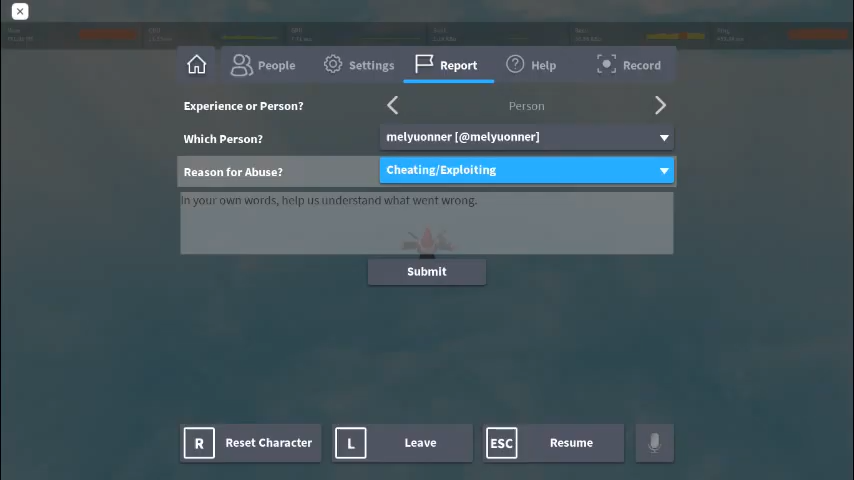 People
Settings
Report
Help
Record
Experience or Person?
Person
Which Person?
melyuonner [@melyuonner]
Reason for Abuse?
Cheating/Exploiting
In your own words, help us understand what went wrong.
Submit
R
Reset Character
L
Leave
ESC
Resume